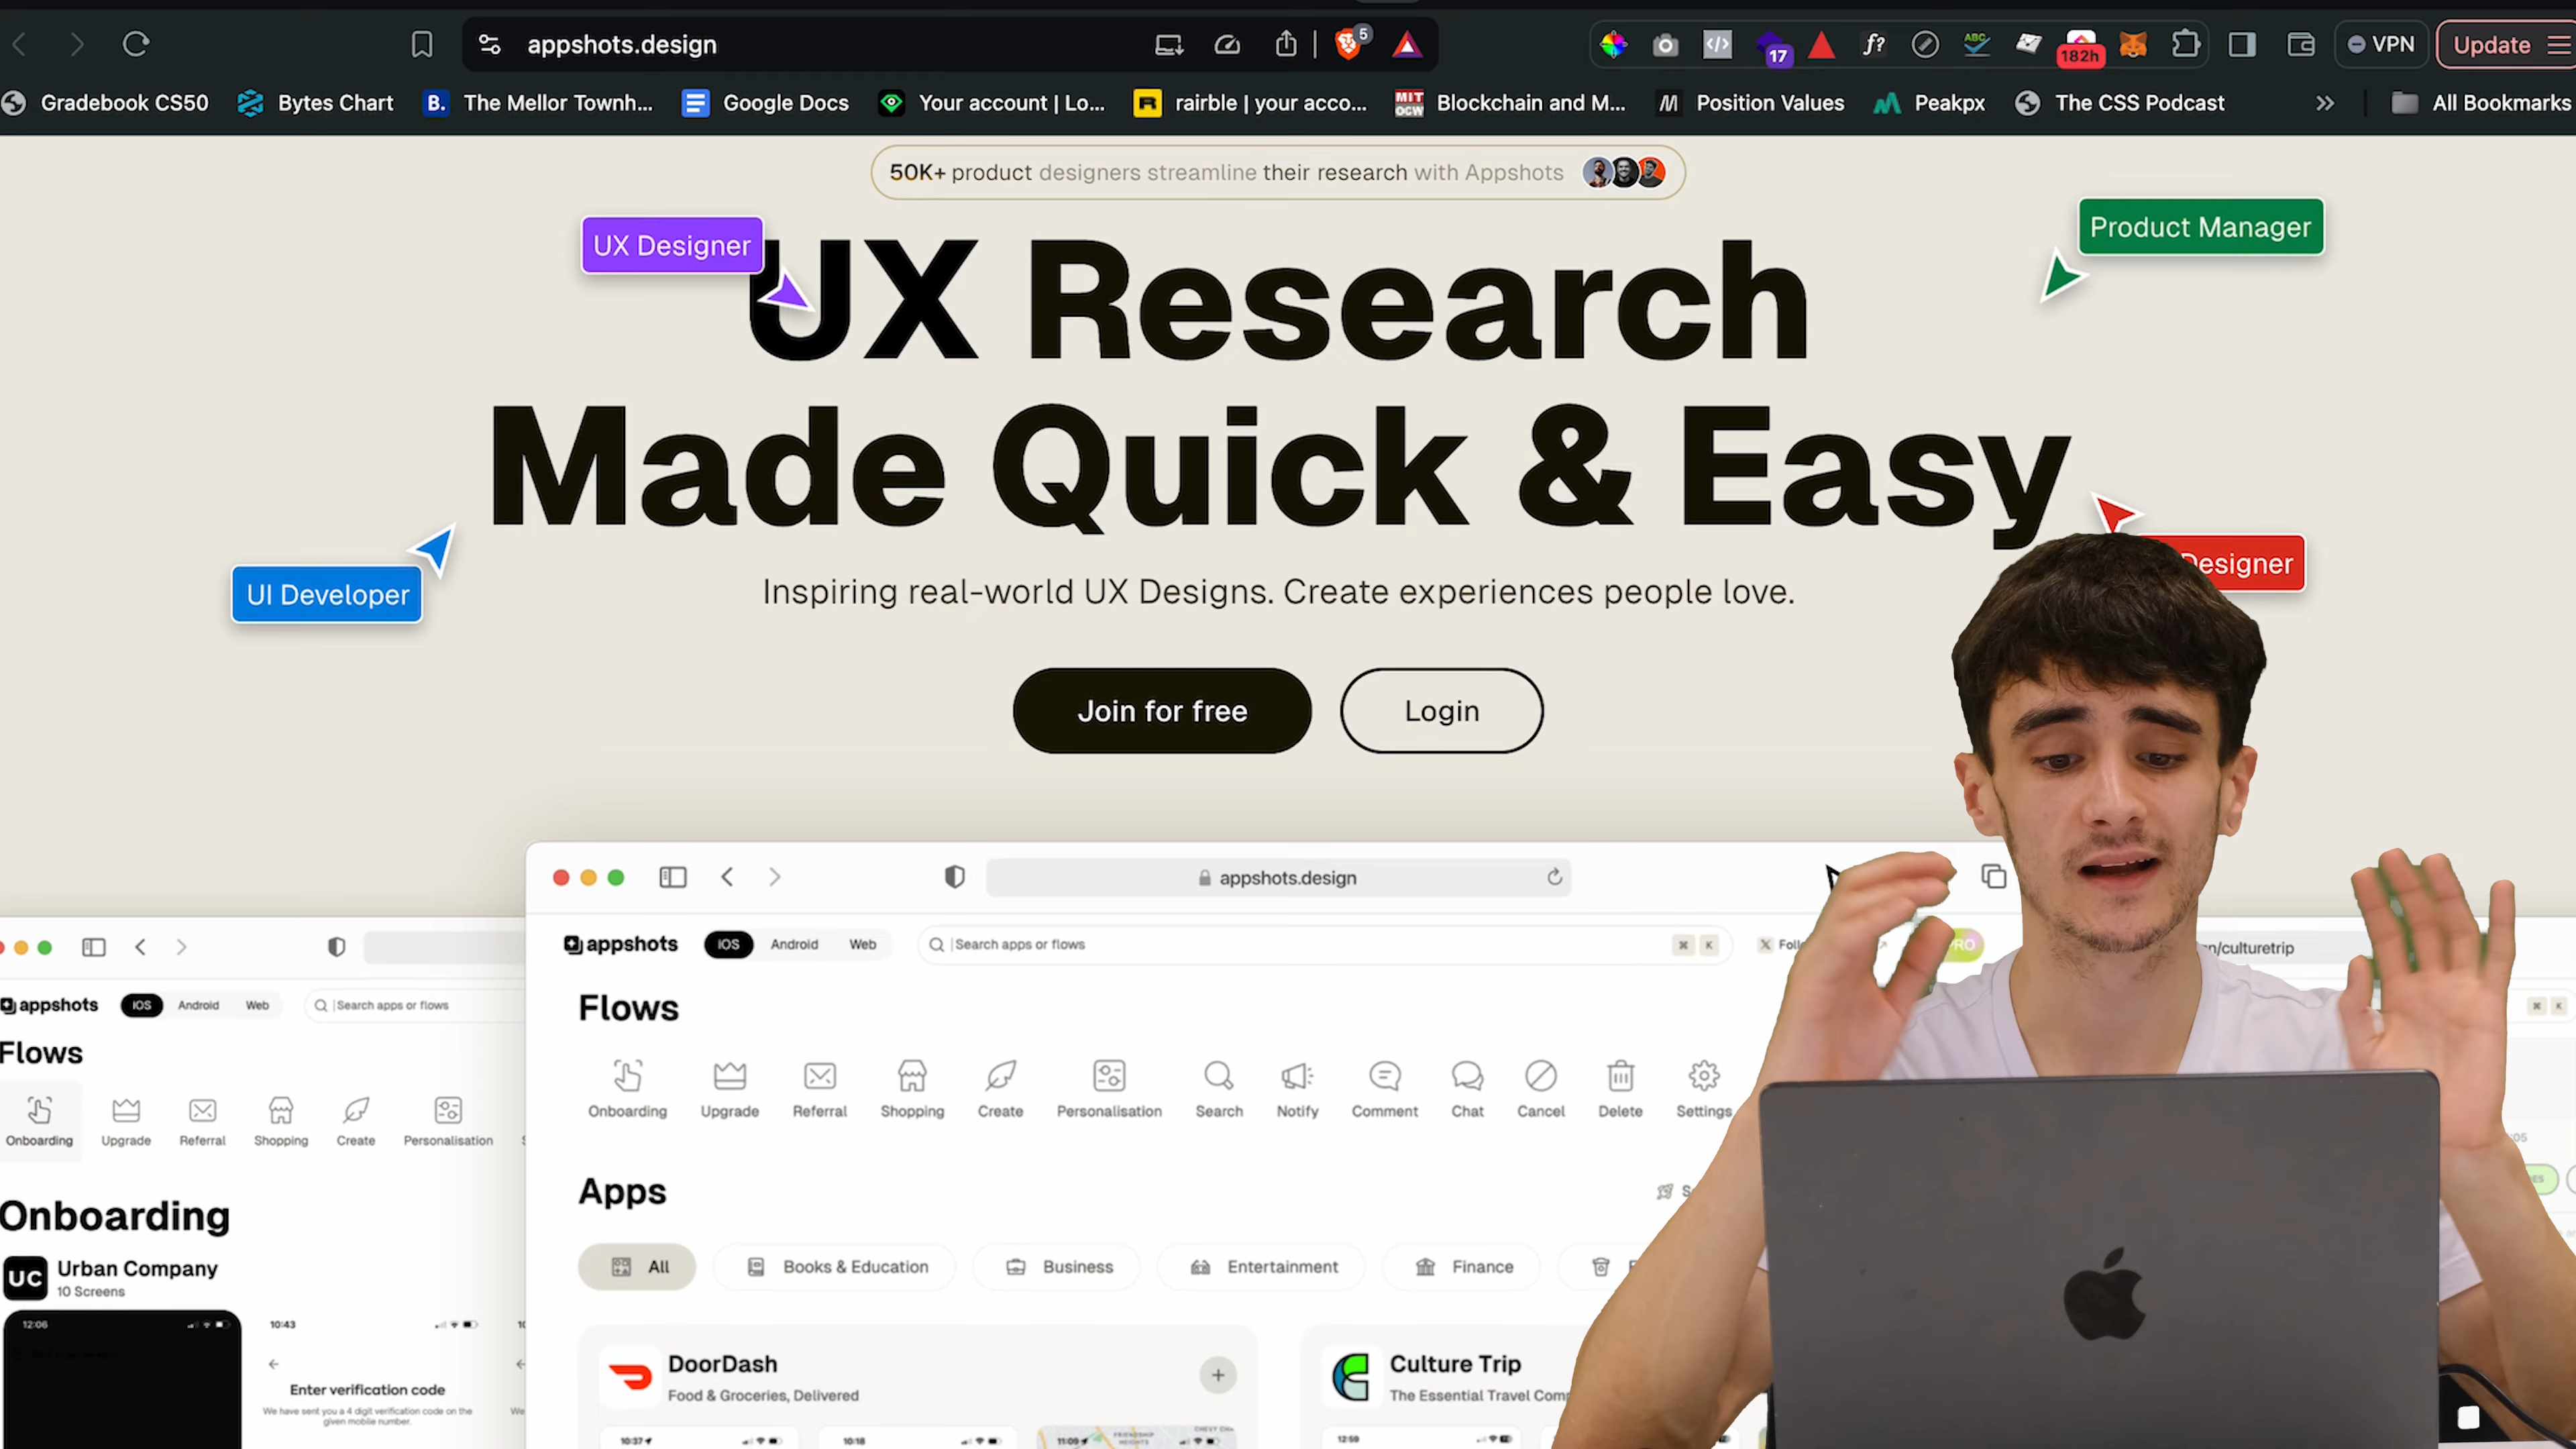 appshots.design
5
17
f?
ABC
182h
VPN
Update
Gradebook CS50
Bytes Chart
B.
The Mellor Townh...
Google Docs
Your account | Lo...
R
rairble | your acco...
MIT
OCW
Blockchain and M...
M
Position Values
Peakpx
The CSS Podcast
All Bookmarks
50K+ product designers streamline their research with Appshots
UX Designer
Product Manager
UX Research
Made Quick & Easy
UI Developer
Designer
Inspiring real-world UX Designs. Create experiences people love.
Join for free
Login
appshots.design
appshots
iOS
Android
Web
Search apps or flows
⌘
K
PRO
Flows
Onboarding
Upgrade
Referral
Shopping
Create
Personalisation
Search
Notify
Comment
Chat
Cancel
Delete
Settings
Apps
All
Books & Education
Business
Entertainment
Finance
DoorDash
Food & Groceries, Delivered
10:37
10:18
11:09
Culture Trip
The Essential Travel
12:59
appshots
iOS
Android
Web
Search apps or flows
Flows
Onboarding
Upgrade
Referral
Shopping
Create
Personalisation
Onboarding
UC
Urban Company
10 Screens
12:06
10:43
Enter verification code
We have sent you a 4 digit verification code on the
given mobile number.
We
/culturetrip
⌘
K